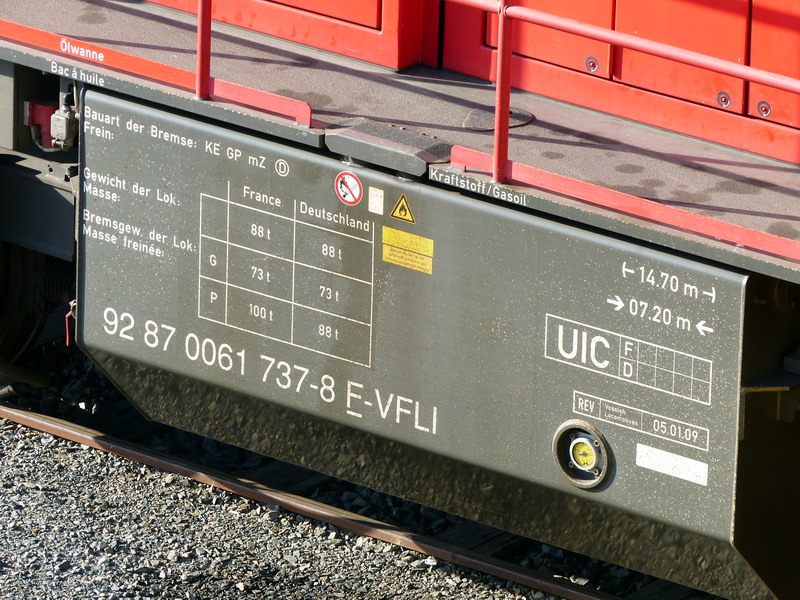 Ölwanne
Bac à huile
Bauart der Bremse: KE GP mZ D
Frein:
Kraftstoff/Gasoil
Gewicht der Lok.
Masse:
Bremsgew. der Lok:
Masse freinée:
France Deutschland
88 t 88 t
G 73 t 73 t
P 100 t 88 t
92 87 0061 737-8 F-VFLI
14.70 m
07.20 m
UIC F
D
REV Vossloh
Locomotives 05.01.09